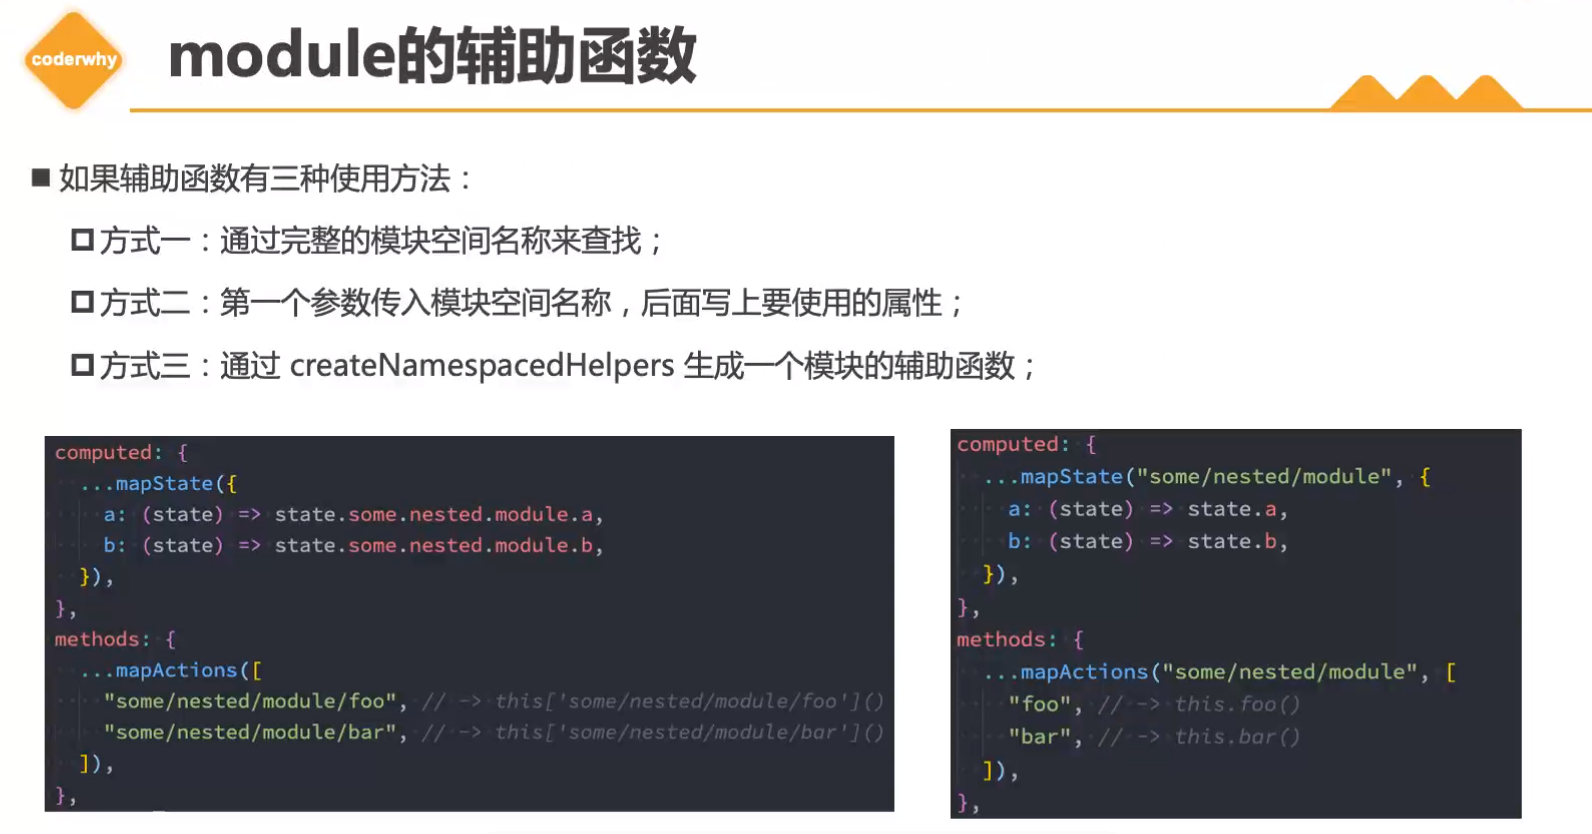 coderwhy
module的辅助函数
■ 如果辅助函数有三种使用方法：
方式一：通过完整的模块空间名称来查找；
方式二：第一个参数传入模块空间名称，后面写上要使用的属性；
方式三：通过 createNamespacedHelpers 生成一个模块的辅助函数；
computed: {
...mapState({
a: (state) => state.some.nested.module.a,
b: (state) => state.some.nested.module.b,
}),
},
methods: {
...mapActions([
"some/nested/module/foo", // -> this['some/nested/module/foo']()
"some/nested/module/bar", // -> this['some/nested/module/bar']()
]),
},
computed: {
...mapState("some/nested/module", {
a: (state) => state.a,
b: (state) => state.b,
}),
},
methods: {
...mapActions("some/nested/module", [
"foo", // -> this.foo()
"bar", // -> this.bar()
]),
},